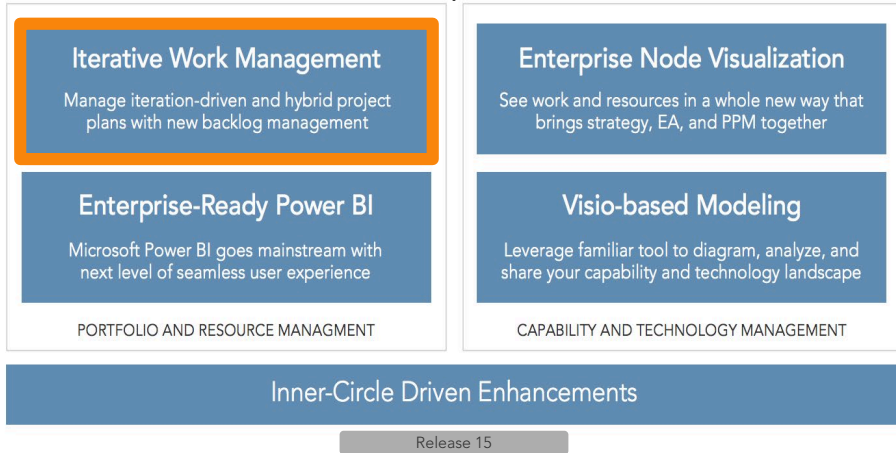 Iterative Work Management
Manage iteration-driven and hybrid project
plans with new backlog management
Enterprise-Ready Power BI
Microsoft Power BI goes mainstream with
next level of seamless user experience
PORTFOLIO AND RESOURCE MANAGMENT
Enterprise Node Visualization
See work and resources in a whole new way that
brings strategy, EA, and PPM together
Visio-based Modeling
Leverage familiar tool to diagram, analyze, and
share your capability and technology landscape
CAPABILITY AND TECHNOLOGY MANAGEMENT
Inner-Circle Driven Enhancements
Release 15